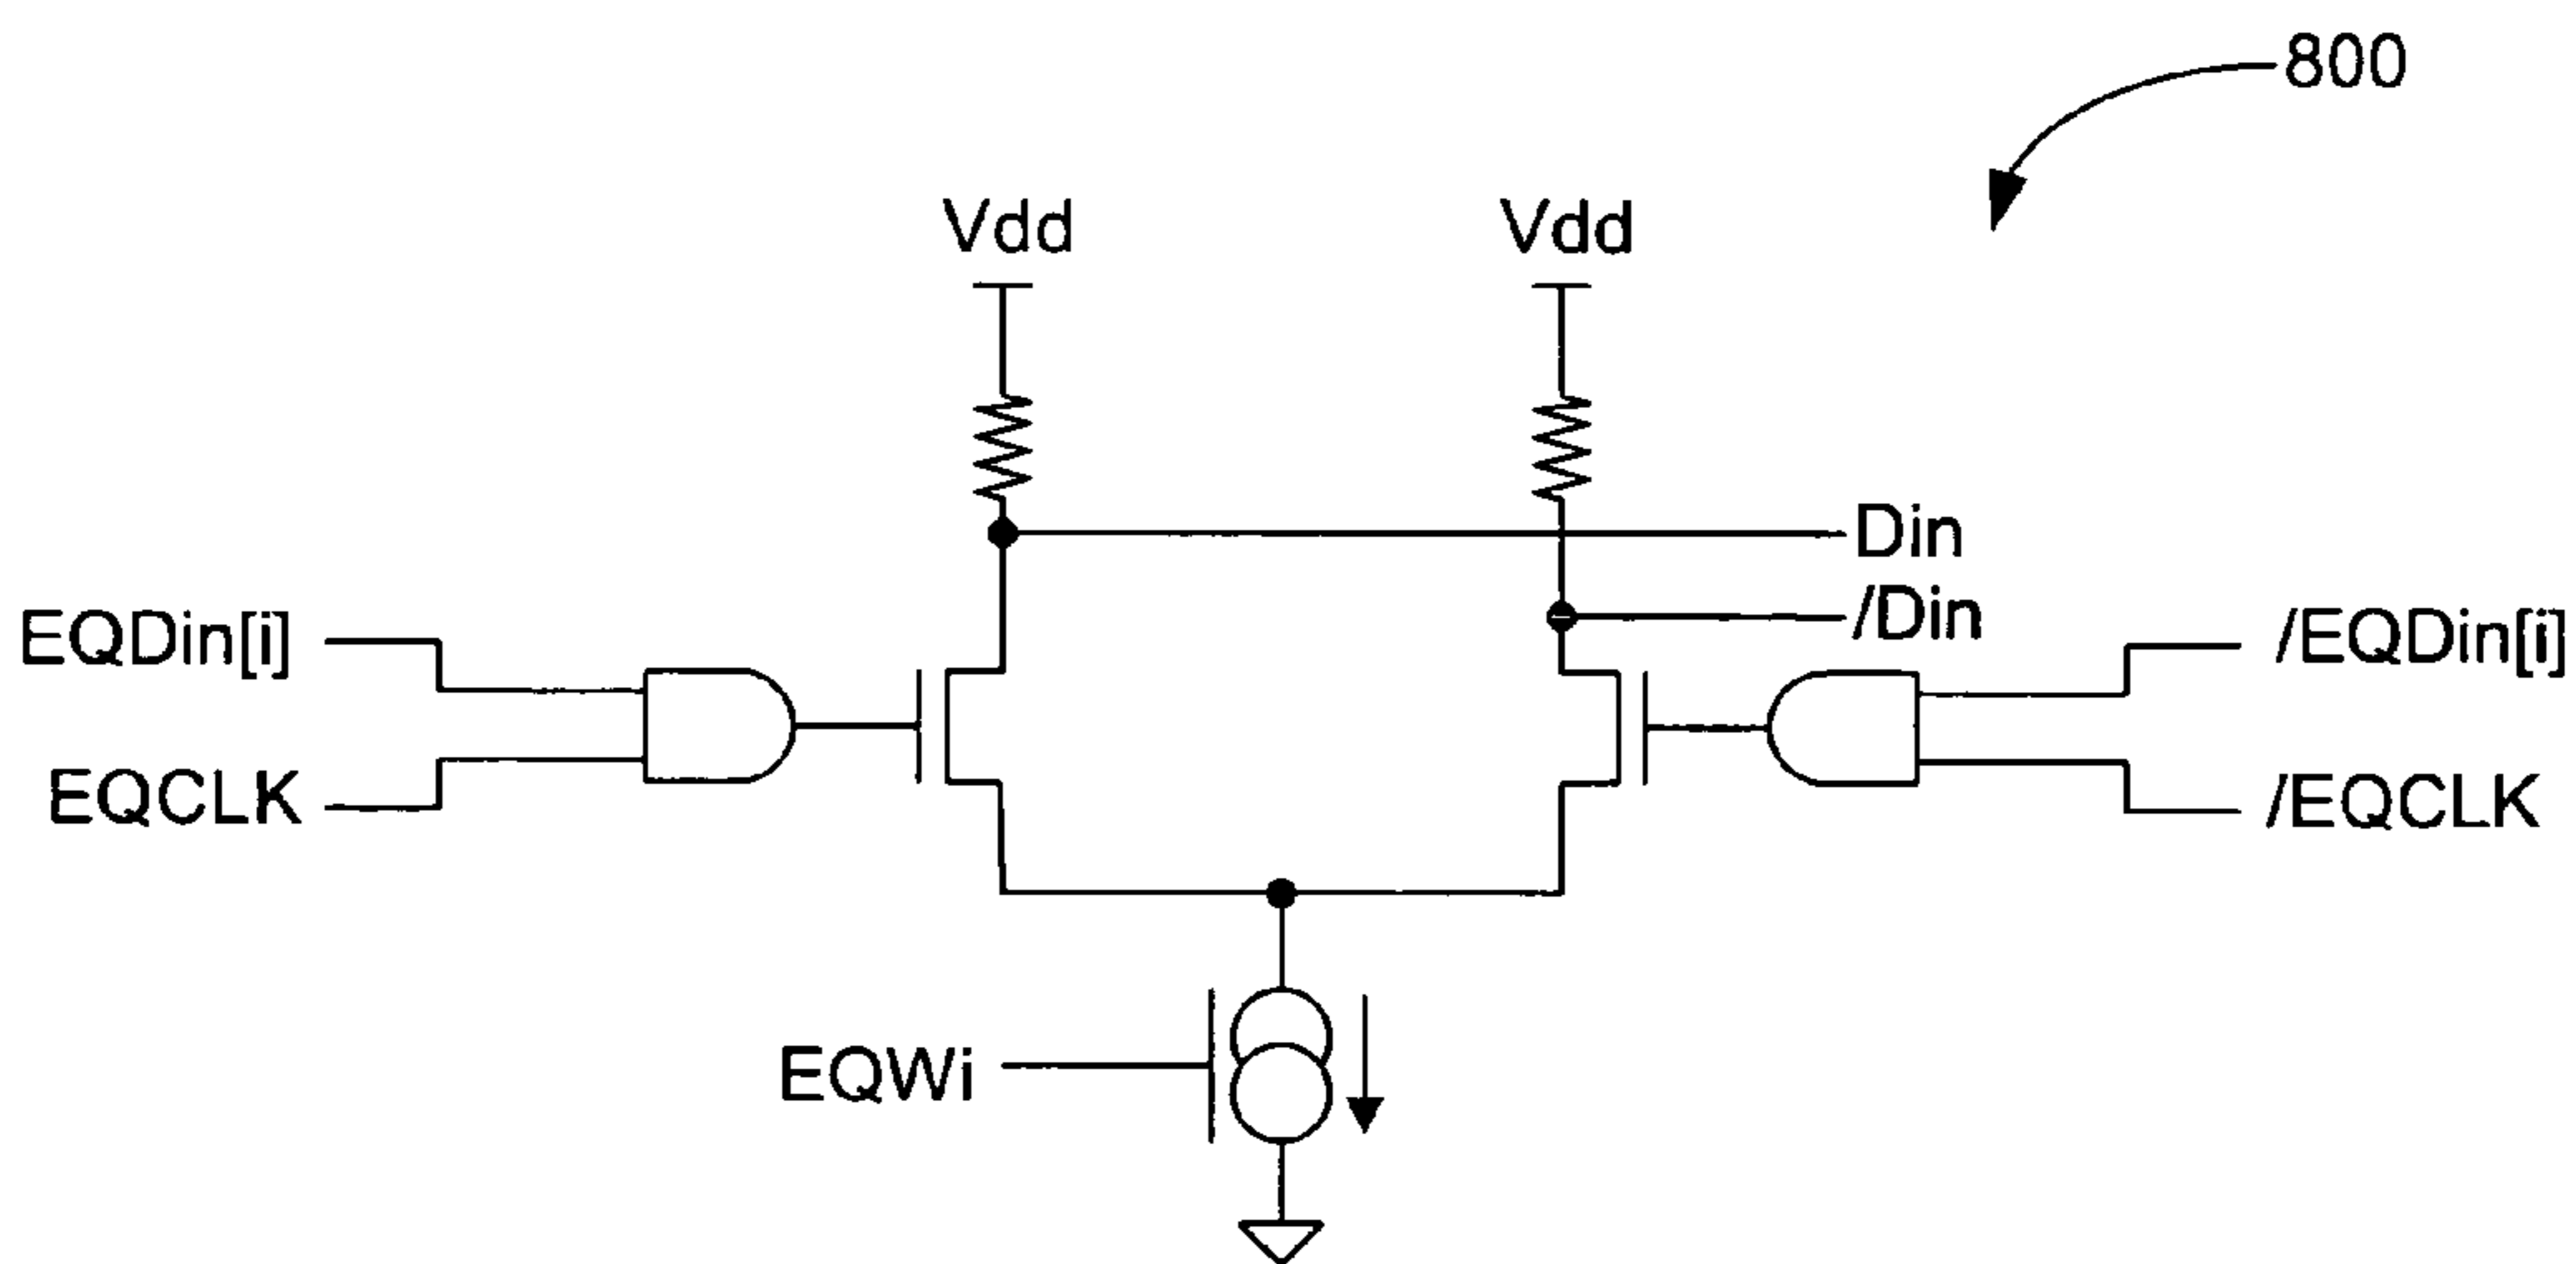 800
Vdd
Vdd
Din
/Din
EQDin[i]
/EQDin[i]
EQCLK
/EQCLK
EQWi